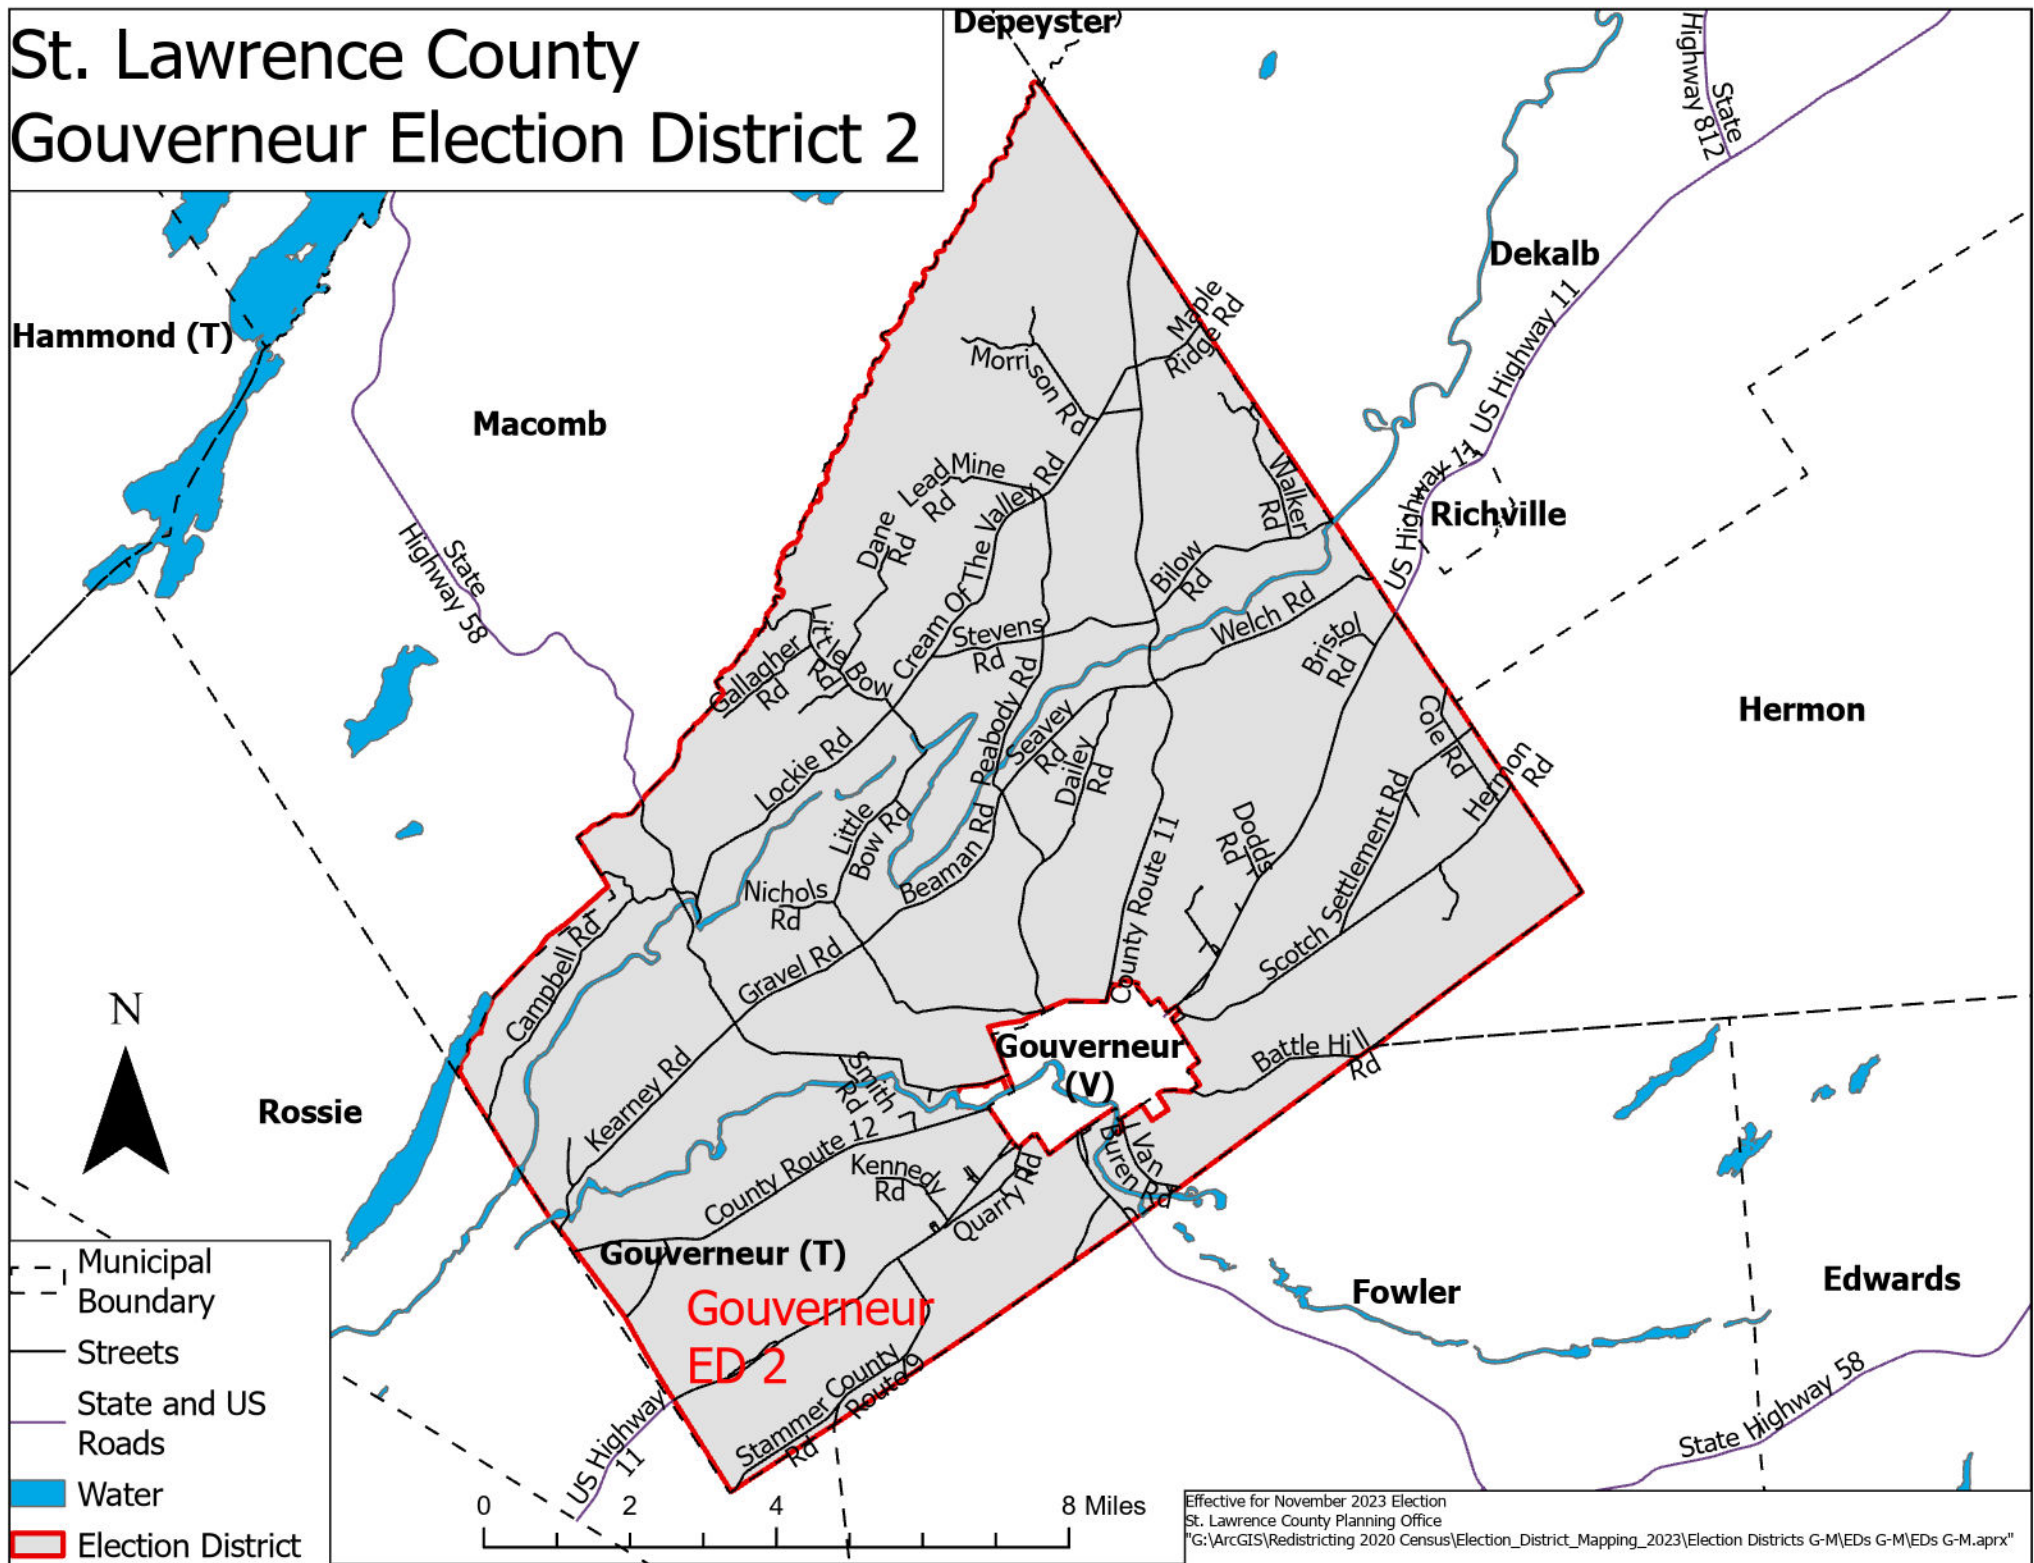 St. Lawrence County
Gouverneur Election District 2
Depeyster
State
Highway 812
Dekalb
Hammond (T)
US Highway 11
Maple
Ridge Rd
Morrison Rd
Macomb
US Highway 11
Richville
Lead Mine
Rd
Walker
Rd
Dane
Rd
Cream Of The Valley Rd
State
Highway 58
US Highway 11
Bilow
Rd
Welch Rd
Little Bow
Rd
Stevens
Rd
Bristol
Rd
Gallagher
Rd
Peabody Rd
Hermon
Seavey
Rd
Cole Rd
Lockie Rd
Dailey
Rd
Hermon
Rd
Little
Bow Rd
Beaman Rd
County Route 11
Dodds
Rd
Scotch Settlement Rd
Nichols
Rd
Campbell Rd
Gravel Rd
N
Gouverneur
(V)
Battle Hill
Rd
Kearney Rd
Smith
Rd
Rossie
County Route 12
Kennedy
Rd
Quarry Rd
Van
Buren Rd
Gouverneur (T)
Gouverneur
ED 2
Fowler
Edwards
Stammer
Rd
County
Route 9
US Highway
11
State Highway 58
Municipal
Boundary
Streets
State and US
Roads
Water
Election District
0 2 4 8 Miles
Effective for November 2023 Election
St. Lawrence County Planning Office
"G:\ArcGIS\Redistricting 2020 Census\Election_District_Mapping_2023\Election Districts G-M\EDs G-M\EDs G-M.aprx"